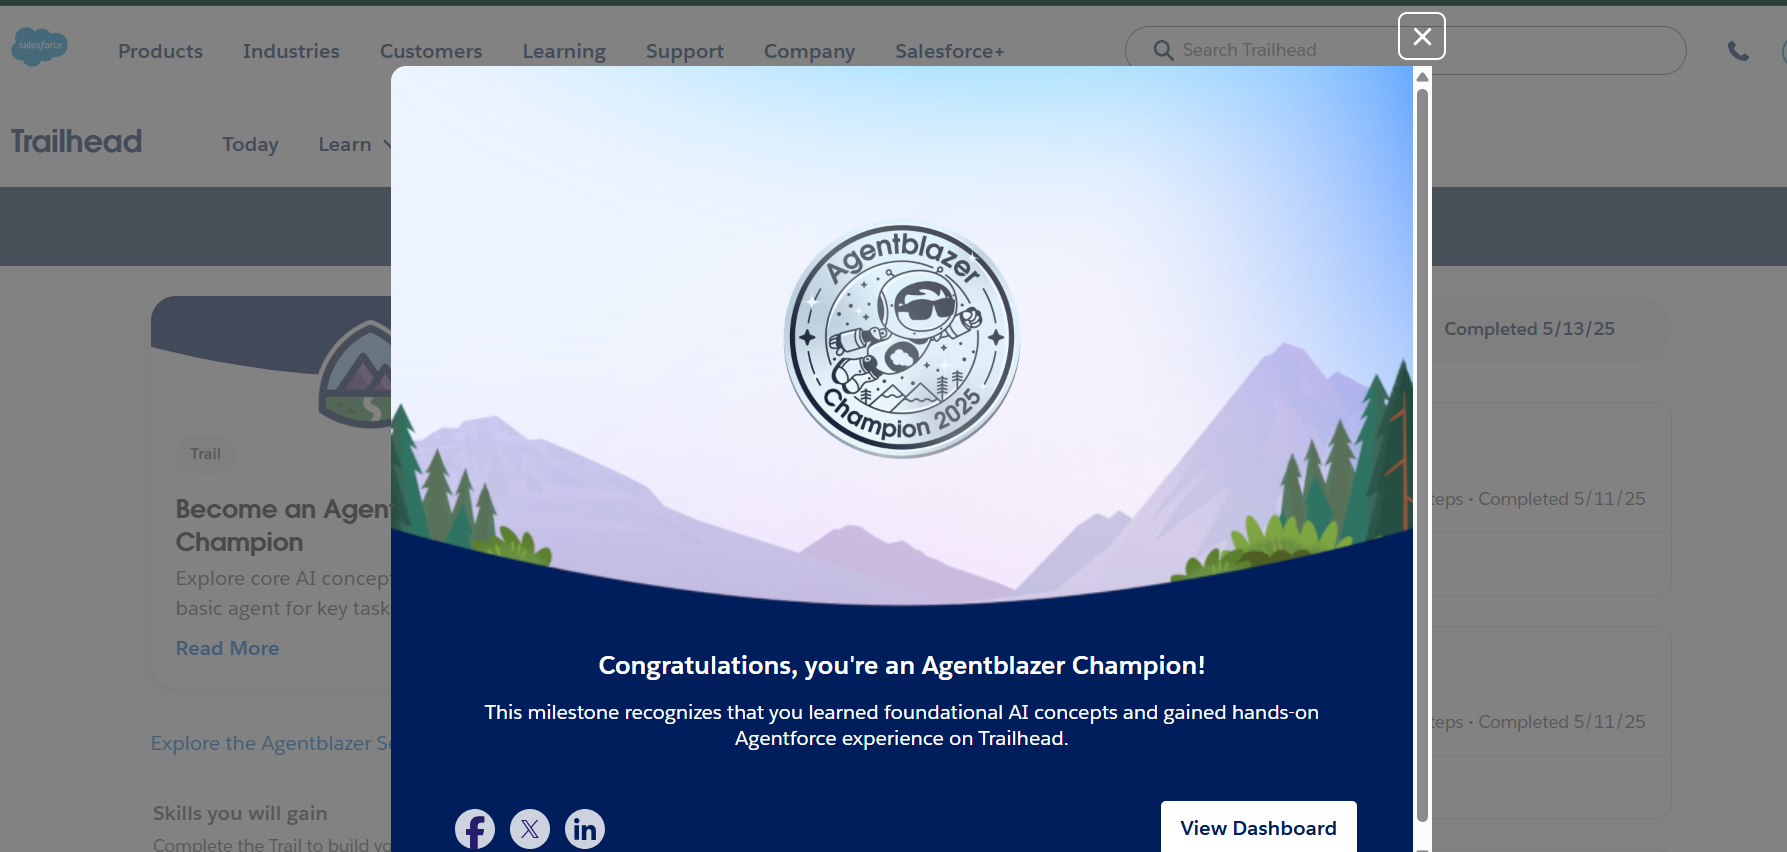 salesforce
Products
Industries
Customers
Learning
Support
Company
Salesforce+
Search Trailhead
Trailhead
Today
Learn
Agentblazer
Champion 2025
Completed 5/13/25
Trail
Become an Agent
Champion
Explore core AI concep
basic agent for key task
Read More
teps • Completed 5/11/25
Congratulations, you're an Agentblazer Champion!
This milestone recognizes that you learned foundational AI concepts and gained hands-on
Agentforce experience on Trailhead.
teps • Completed 5/11/25
Explore the Agentblazer Se
Skills you will gain
Complete the Trail to build yo
View Dashboard